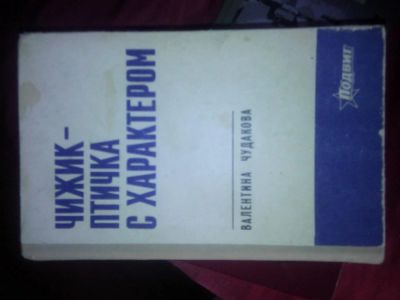 ЧИЖИК –
ПТИЧКА
С ХАРАКТЕРОМ
ВАЛЕНТИНА ЧУДАКОВА
ПОДВИГ